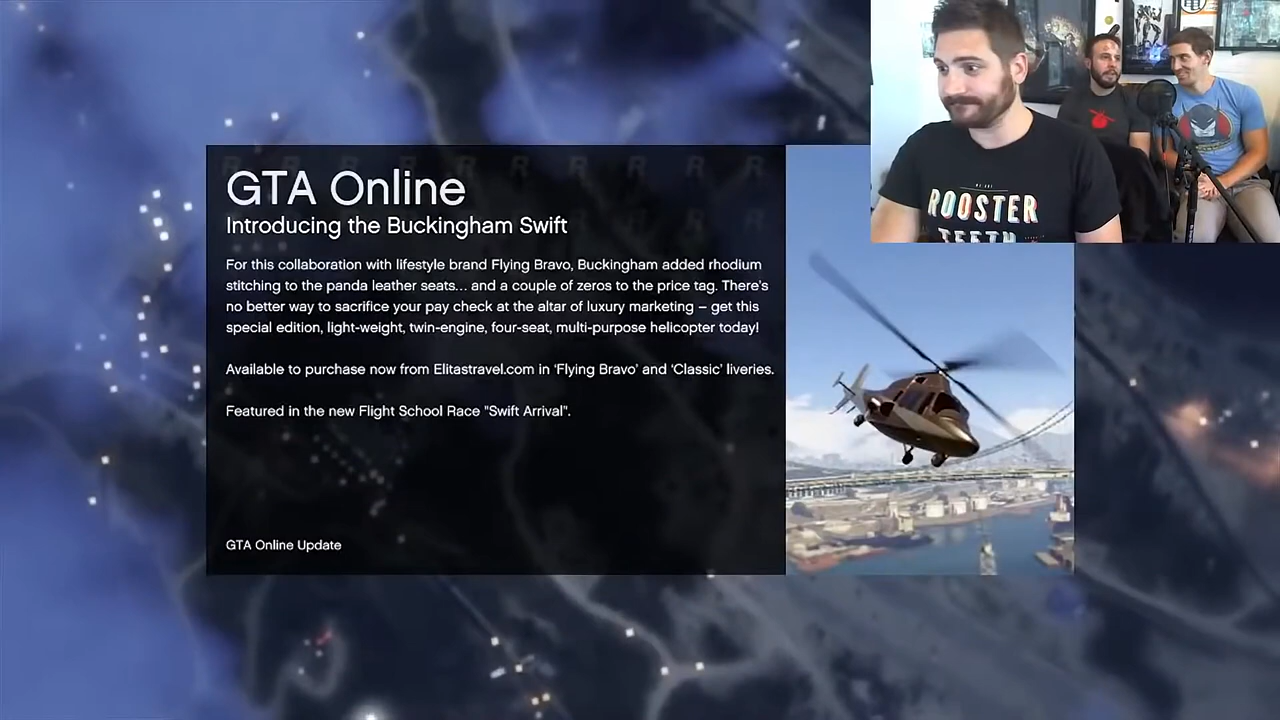 GTA Online
Introducing the Buckingham Swift
For this collaboration with lifestyle brand Flying Bravo, Buckingham added rhodium
stitching to the panda leather seats... and a couple of zeros to the price tag. There's
no better way to sacrifice your pay check at the altar of luxury marketing – get this
special edition, light-weight, twin-engine, four-seat, multi-purpose helicopter today!
Available to purchase now from Elitastravel.com in 'Flying Bravo' and 'Classic' liveries.
Featured in the new Flight School Race "Swift Arrival".
GTA Online Update
ROOSTER
TEETH